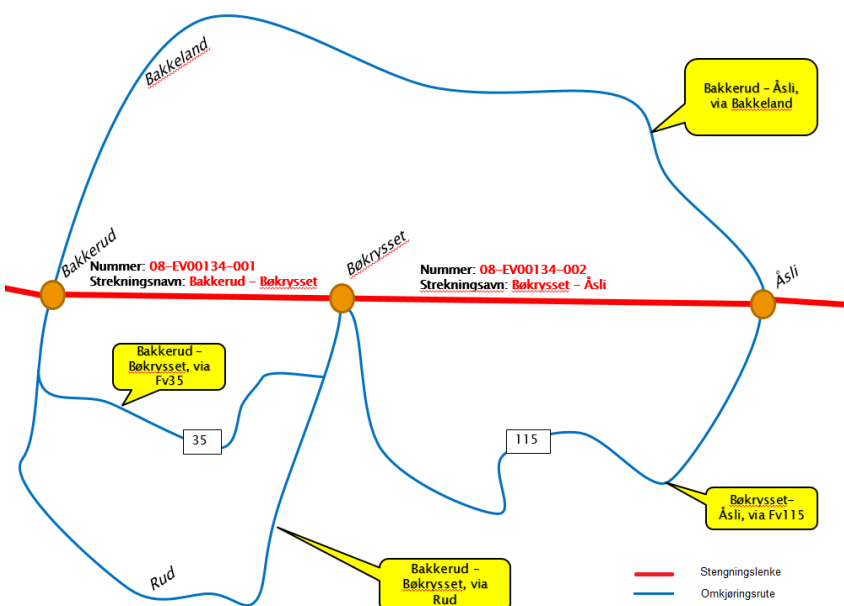 Bakkeland
Bakkerud – Åsli,
via Bakkeland
Bakkerud
Bøkrysset
Åsli
Nummer: 08-EV00134-001
Strekningsnavn: Bakkerud – Bøkrysset
Nummer: 08-EV00134-002
Strekningsavn: Bøkrysset – Åsli
Bakkerud –
Bøkrysset, via
Fv35
35
115
Bøkrysset–
Åsli, via Fv115
Rud
Bakkerud –
Bøkrysset, via
Rud
Stengningslenke
Omkjøringsrute